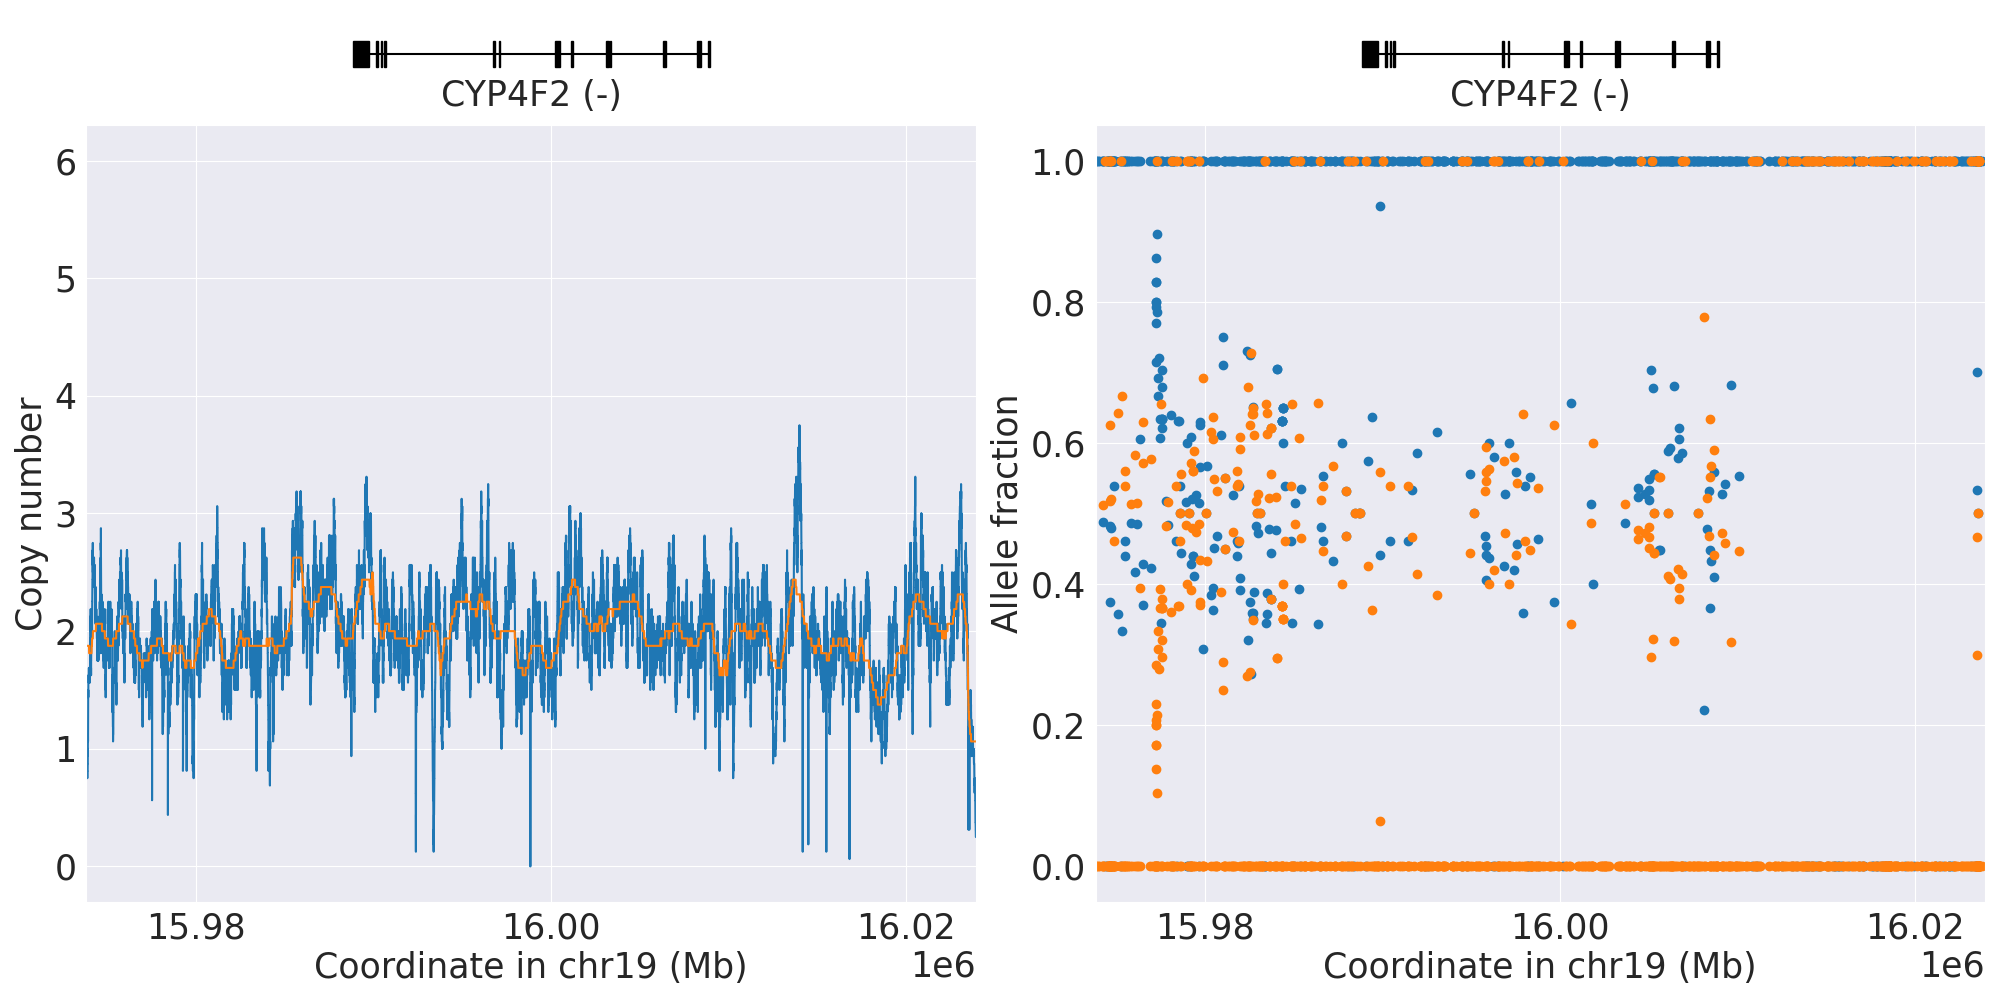 CYP4F2 (-)
Copy number
6
5
4
3
2
1
0
15.98 16.00 16.02
Coordinate in chr19 (Mb)
1e6
CYP4F2 (-)
Allele fraction
1.0
0.8
0.6
0.4
0.2
0.0
15.98 16.00 16.02
Coordinate in chr19 (Mb)
1e6